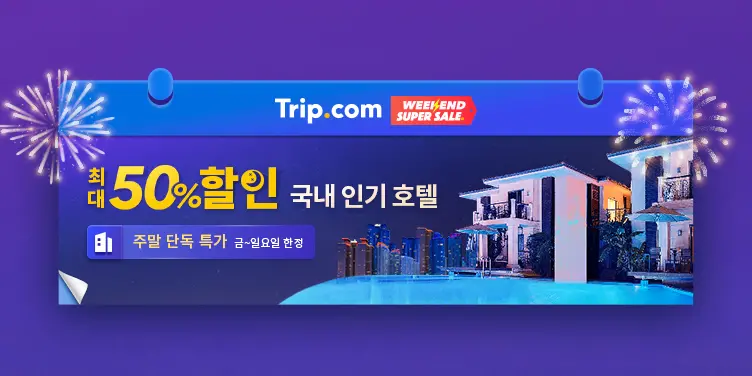 Trip.com
WEEKEND
SUPER SALE
최대 50%할인 국내 인기 호텔
주말 단독 특가 금~일요일 한정